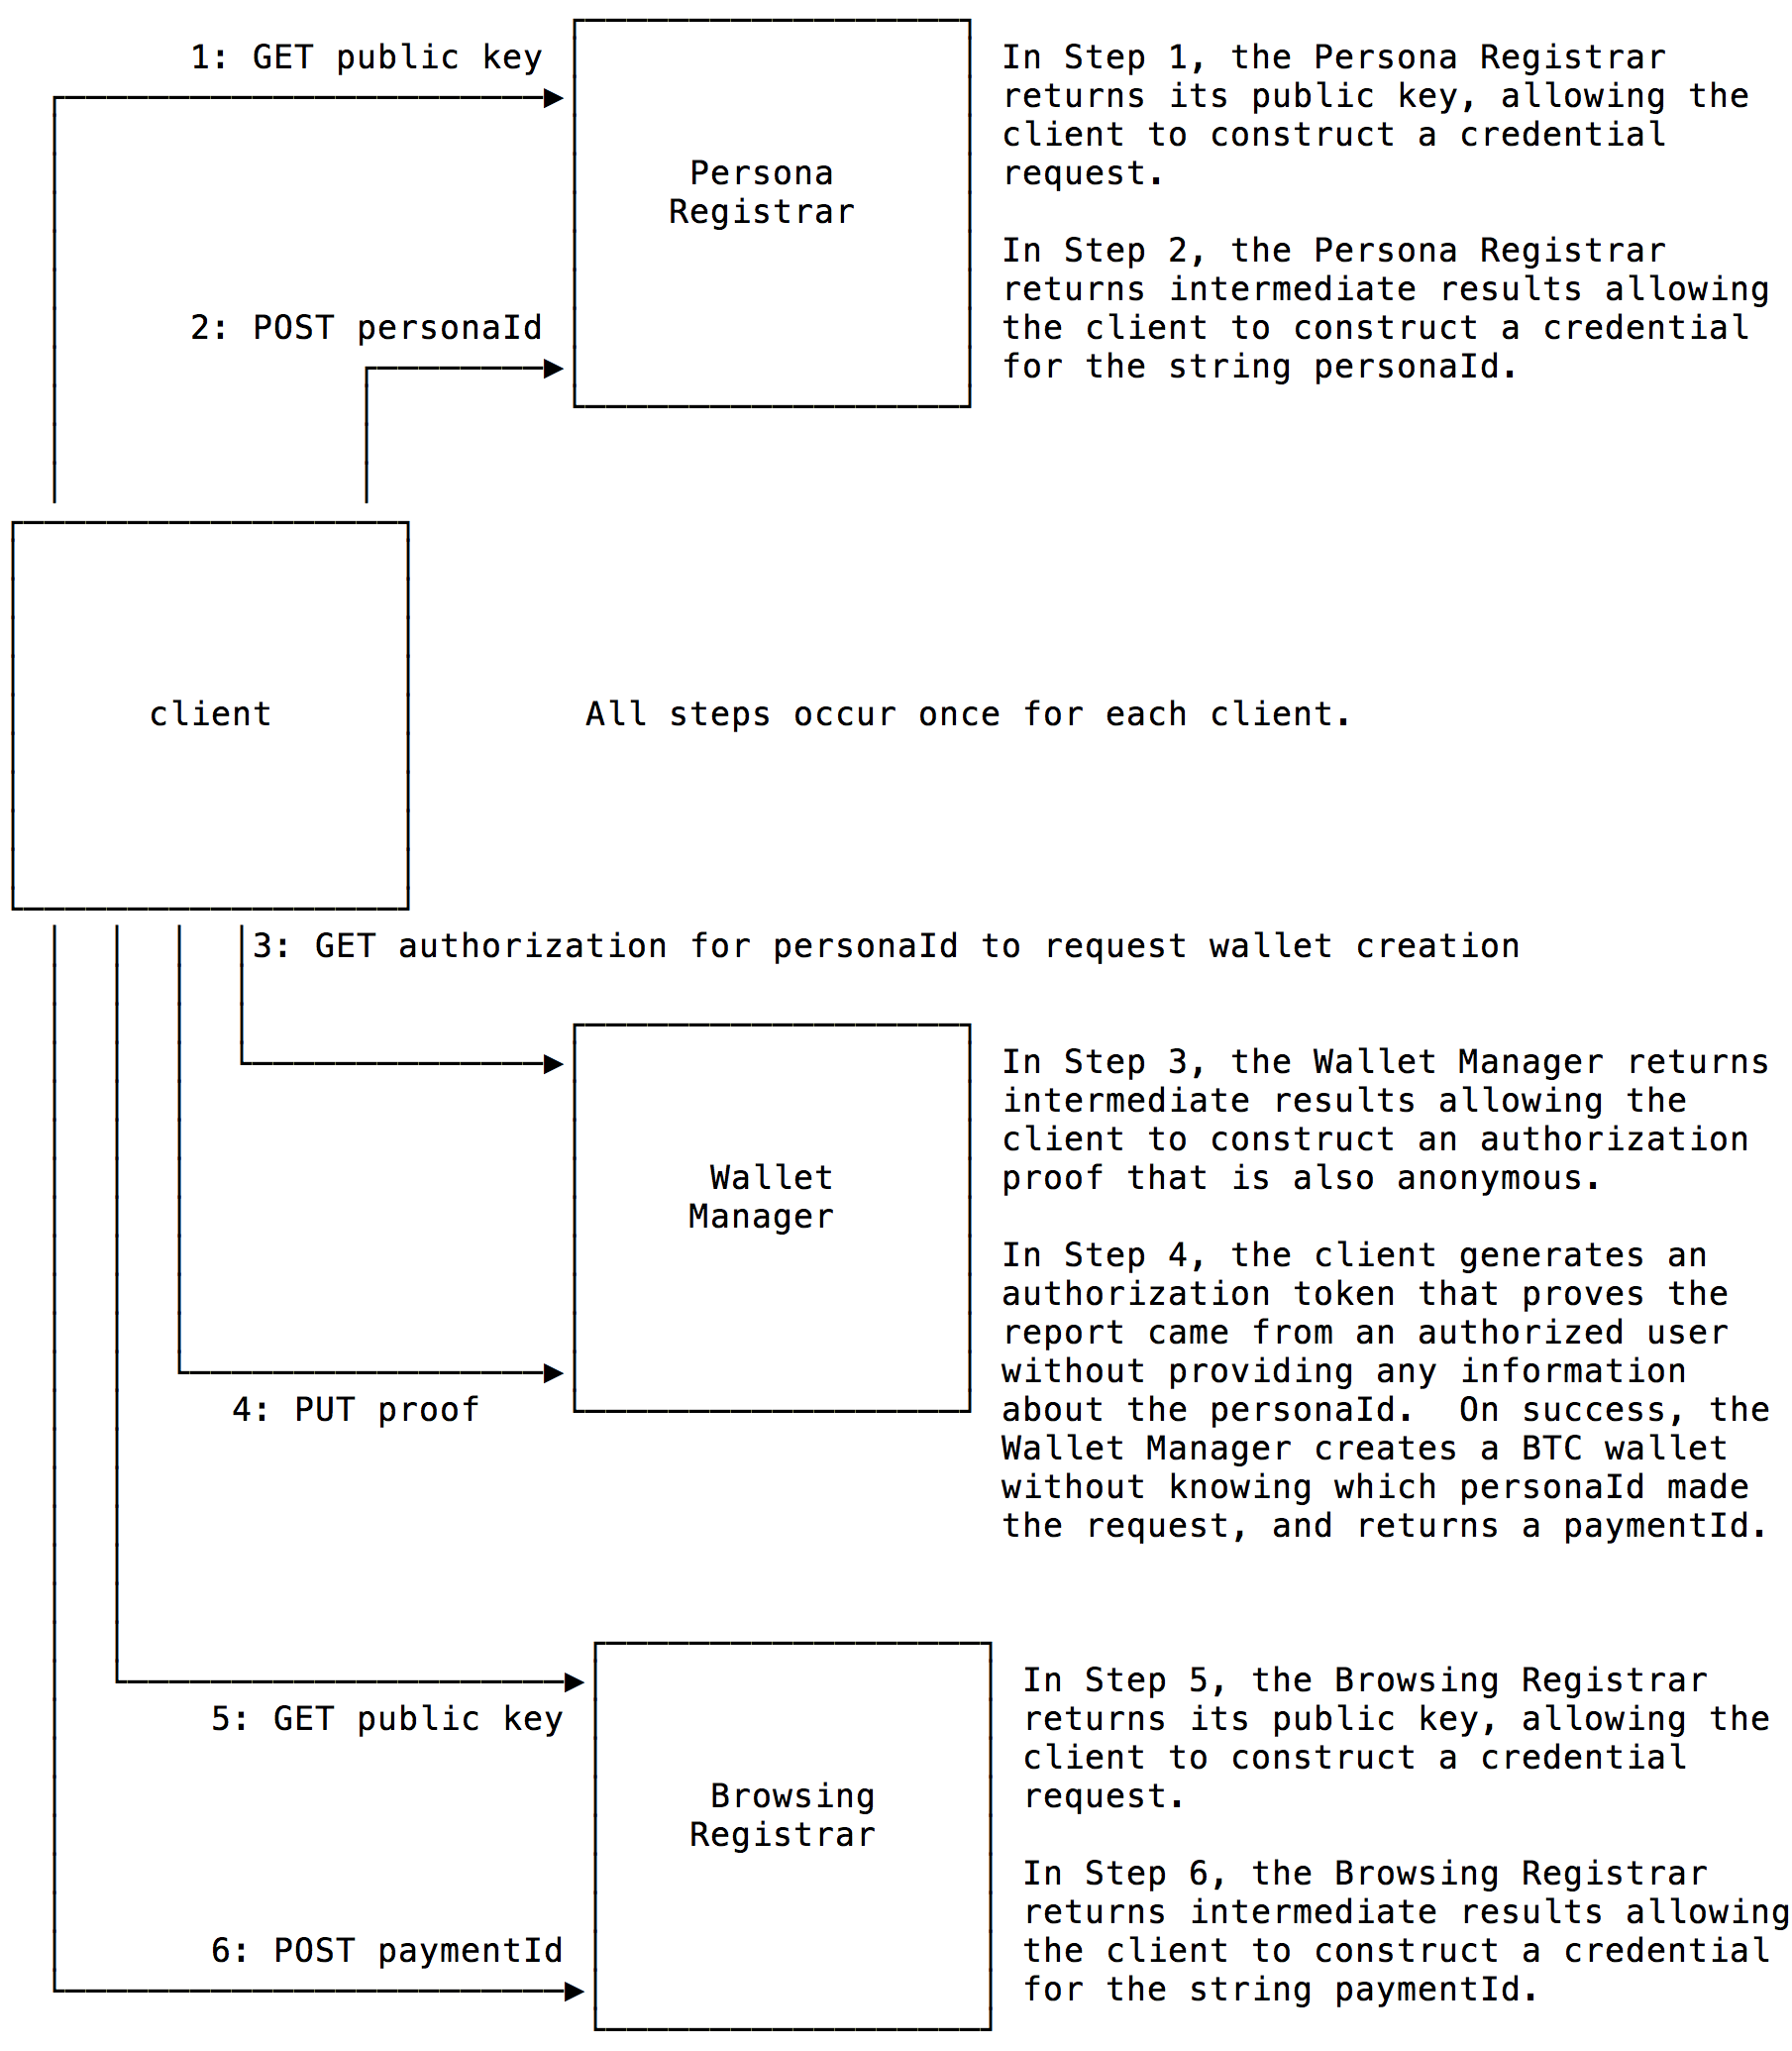 1: GET public key
In Step 1, the Persona Registrar
returns its public key, allowing the
client to construct a credential
request.
Persona
Registrar
In Step 2, the Persona Registrar
returns intermediate results allowing
the client to construct a credential
for the string personaId.
2: POST personaId
client
All steps occur once for each client.
3: GET authorization for personaId to request wallet creation
In Step 3, the Wallet Manager returns
intermediate results allowing the
client to construct an authorization
proof that is also anonymous.
Wallet
Manager
In Step 4, the client generates an
authorization token that proves the
report came from an authorized user
without providing any information
about the personaId.  On success, the
Wallet Manager creates a BTC wallet
without knowing which personaId made
the request, and returns a paymentId.
4: PUT proof
In Step 5, the Browsing Registrar
returns its public key, allowing the
client to construct a credential
request.
5: GET public key
Browsing
Registrar
In Step 6, the Browsing Registrar
returns intermediate results allowing
the client to construct a credential
for the string paymentId.
6: POST paymentId